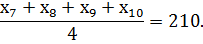 x₇ + x₈ + x₉ + x₁₀
4
= 210.